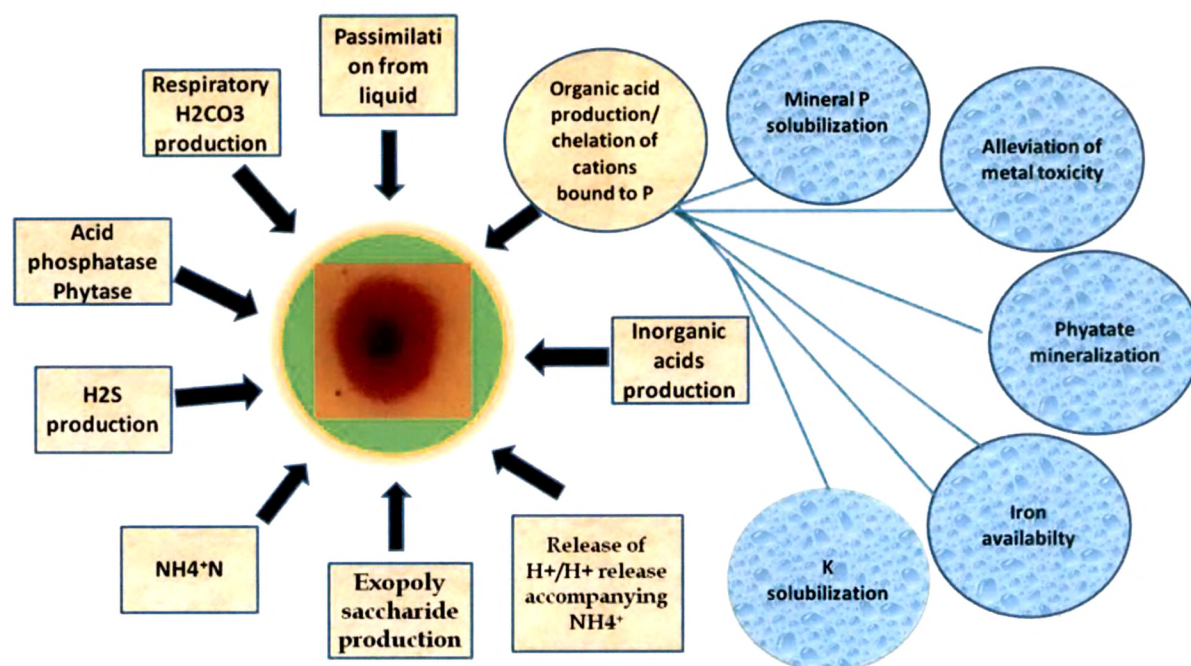 Passimilati
on from
liquid
Respiratory
H2CO3
production
Organic acid
production/
chelation of
cations
bound to P
Mineral P
solubilization
Alleviation of
metal toxicity
Acid
phosphatase
Phytase
Inorganic
acids
production
Phyatate
mineralization
H2S
production
NH4⁺N
Exopoly
saccharide
production
Release of
H+/H+ release
accompanying
NH4⁺
K
solubilization
Iron
availabilty